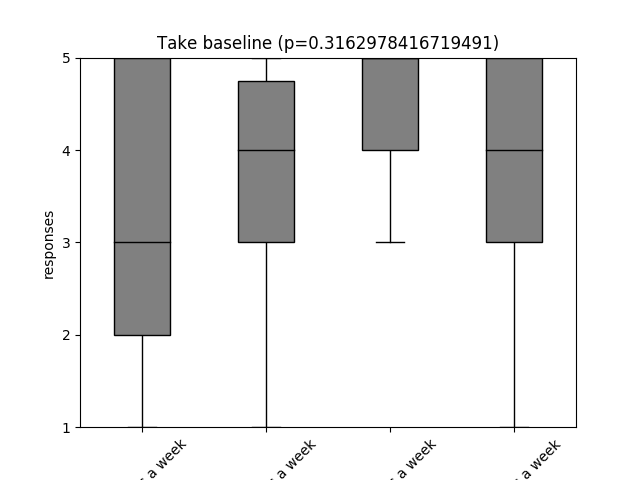 Take baseline (p=0.3162978416719491)
5
4
3
2
1
responses
a week
a week
a week
a week